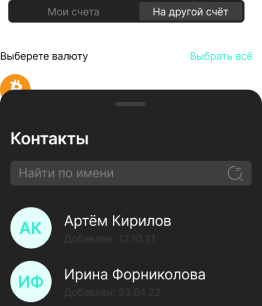 Мои счета На другой счёт
Выберете валюту Выбрать всё
Контакты
Найти по имени
АК Артём Кирилов
Добавлен: 12.10.21
ИФ Ирина Форниколова
Добавлен: 23.04.22